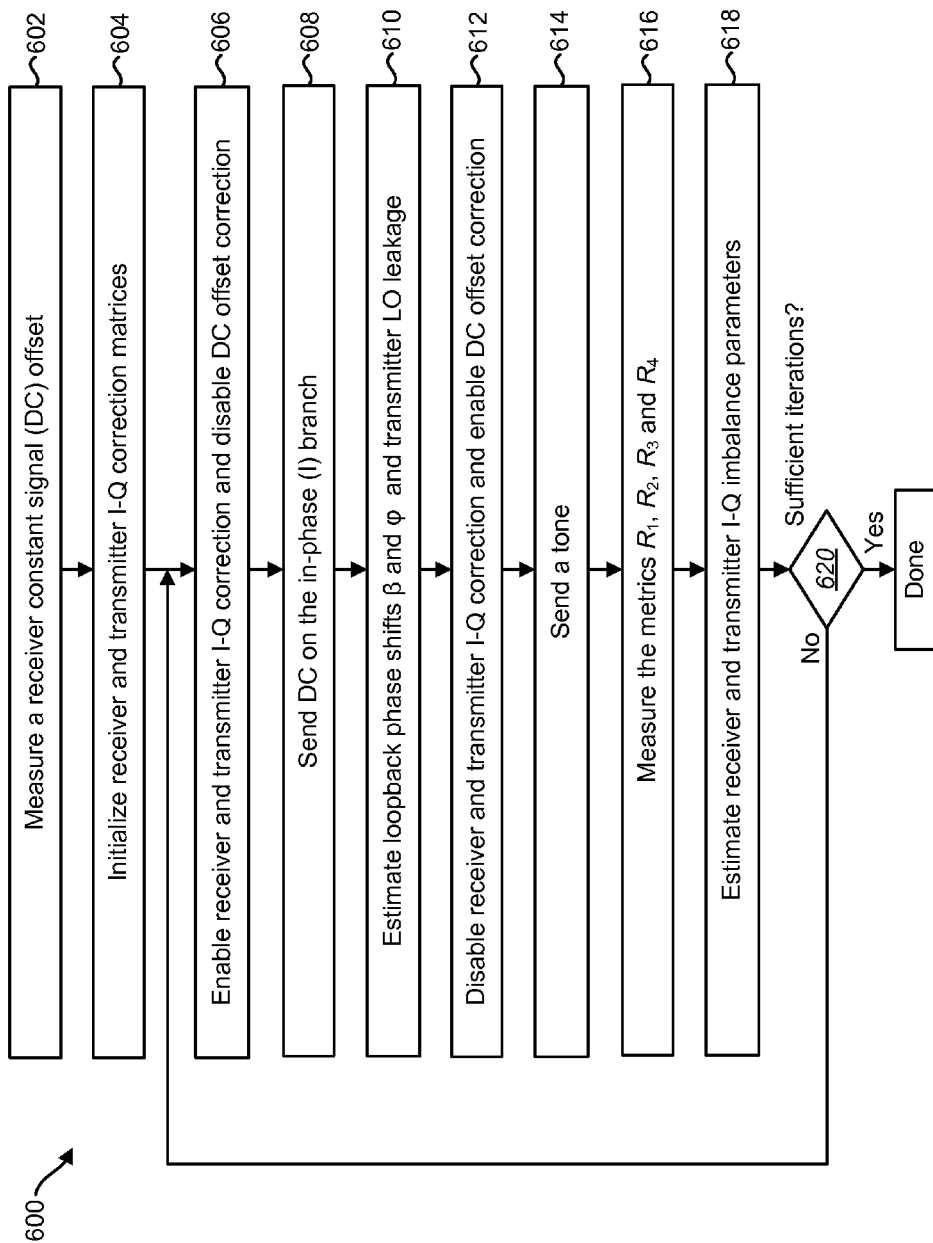 600
Measure a receiver constant signal (DC) offset
602
Initialize receiver and transmitter I-Q correction matrices
604
Enable receiver and transmitter I-Q correction and disable DC offset correction
606
Send DC on the in-phase (I) branch
608
Estimate loopback phase shifts β and φ and transmitter LO leakage
610
Disable receiver and transmitter I-Q correction and enable DC offset correction
612
Send a tone
614
Measure the metrics R1, R2, R3 and R4
616
Estimate receiver and transmitter I-Q imbalance parameters
618
Sufficient iterations?
620
No
Yes
Done